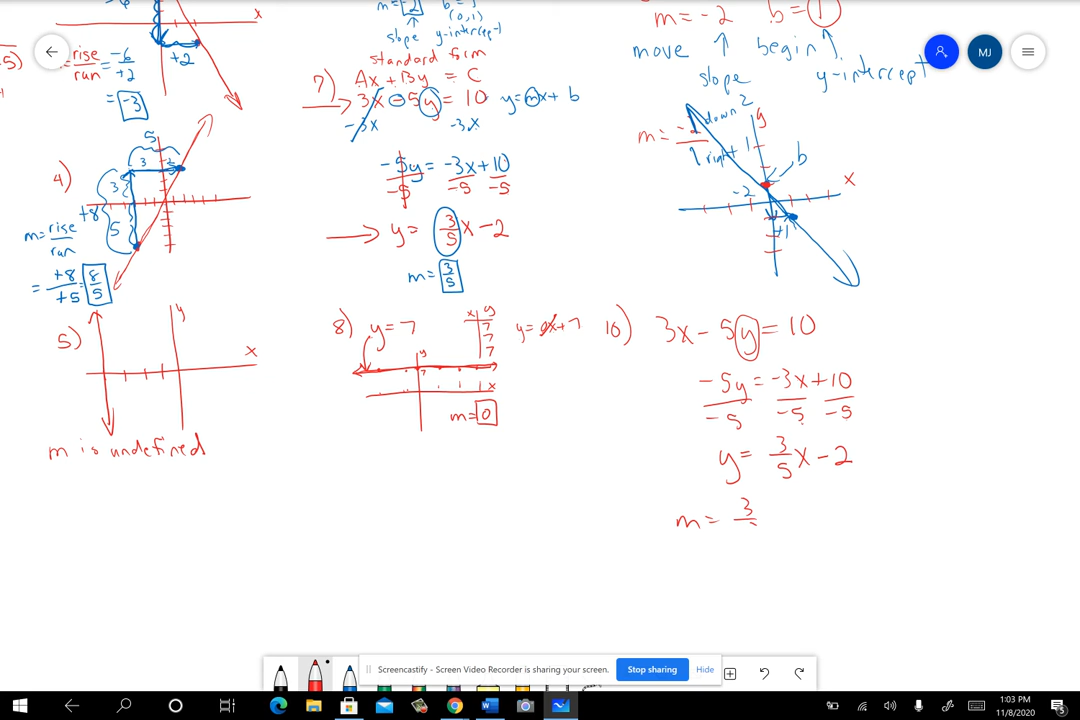 -6
+2
rise/run = -6/+2
= -3
4)
5
3
2
3
+8
5
m = rise/run
= +8/+5 = 8/5
5)
y
x
m is undefined
m = -2
(0,1)
slope y-intercept
standard form
7) Ax + By = C
3x - 5y = 10 y = mx + b
-3x -3x
-5y = -3x + 10
-5 -5 -5
y = 3/5 x - 2
m = 3/5
8) y = 7
x y
7
7
7
y = 0x + 7
y
x
m = 0
m = -2 b = 1
move begin
slope
y-intercept
m = -2/1
down 2
right
y
1
b
x
-2
+1
10) 3x - 5y = 10
-5y = -3x + 10
-5 -5 -5
y = 3/5 x - 2
m = 3
MJ
Screencastify - Screen Video Recorder is sharing your screen.
Stop sharing
Hide
1:03 PM
11/8/2020
5